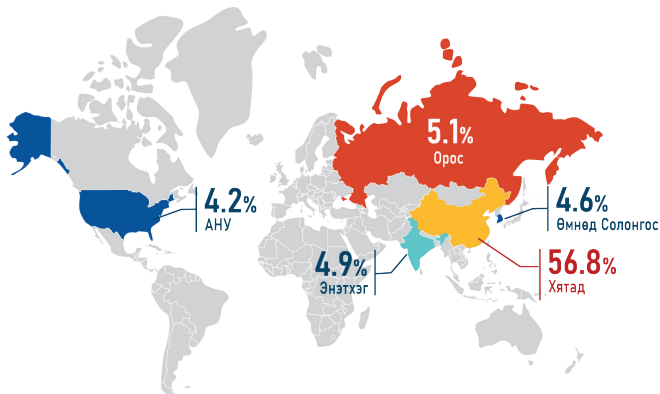 5.1%
Орос
4.2%
АНУ
4.6%
Өмнөд Солонгос
4.9%
Энэтхэг
56.8%
Хятад